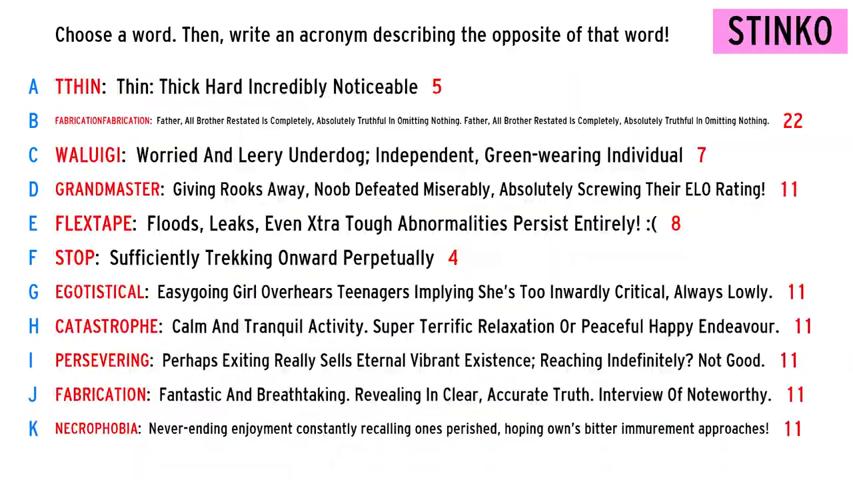 Choose a word. Then, write an acronym describing the opposite of that word!
STINKO
A TTHIN: Thin: Thick Hard Incredibly Noticeable 5
B FABRICATIONFABRICATION: Father, All Brother Restated Is Completely, Absolutely Truthful In Omitting Nothing. Father, All Brother Restated Is Completely, Absolutely Truthful In Omitting Nothing. 22
C WALUIGI: Worried And Leery Underdog; Independent, Green-wearing Individual 7
D GRANDMASTER: Giving Rooks Away, Noob Defeated Miserably, Absolutely Screwing Their ELO Rating! 11
E FLEXTAPE: Floods, Leaks, Even Xtra Tough Abnormalities Persist Entirely! :( 8
F STOP: Sufficiently Trekking Onward Perpetually 4
G EGOTISTICAL: Easygoing Girl Overhears Teenagers Implying She's Too Inwardly Critical, Always Lowly. 11
H CATASTROPHE: Calm And Tranquil Activity. Super Terrific Relaxation Or Peaceful Happy Endeavour. 11
I PERSEVERING: Perhaps Exiting Really Sells Eternal Vibrant Existence; Reaching Indefinitely? Not Good. 11
J FABRICATION: Fantastic And Breathtaking. Revealing In Clear, Accurate Truth. Interview Of Noteworthy. 11
K NECROPHOBIA: Never-ending enjoyment constantly recalling ones perished, hoping own's bitter immurement approaches! 11